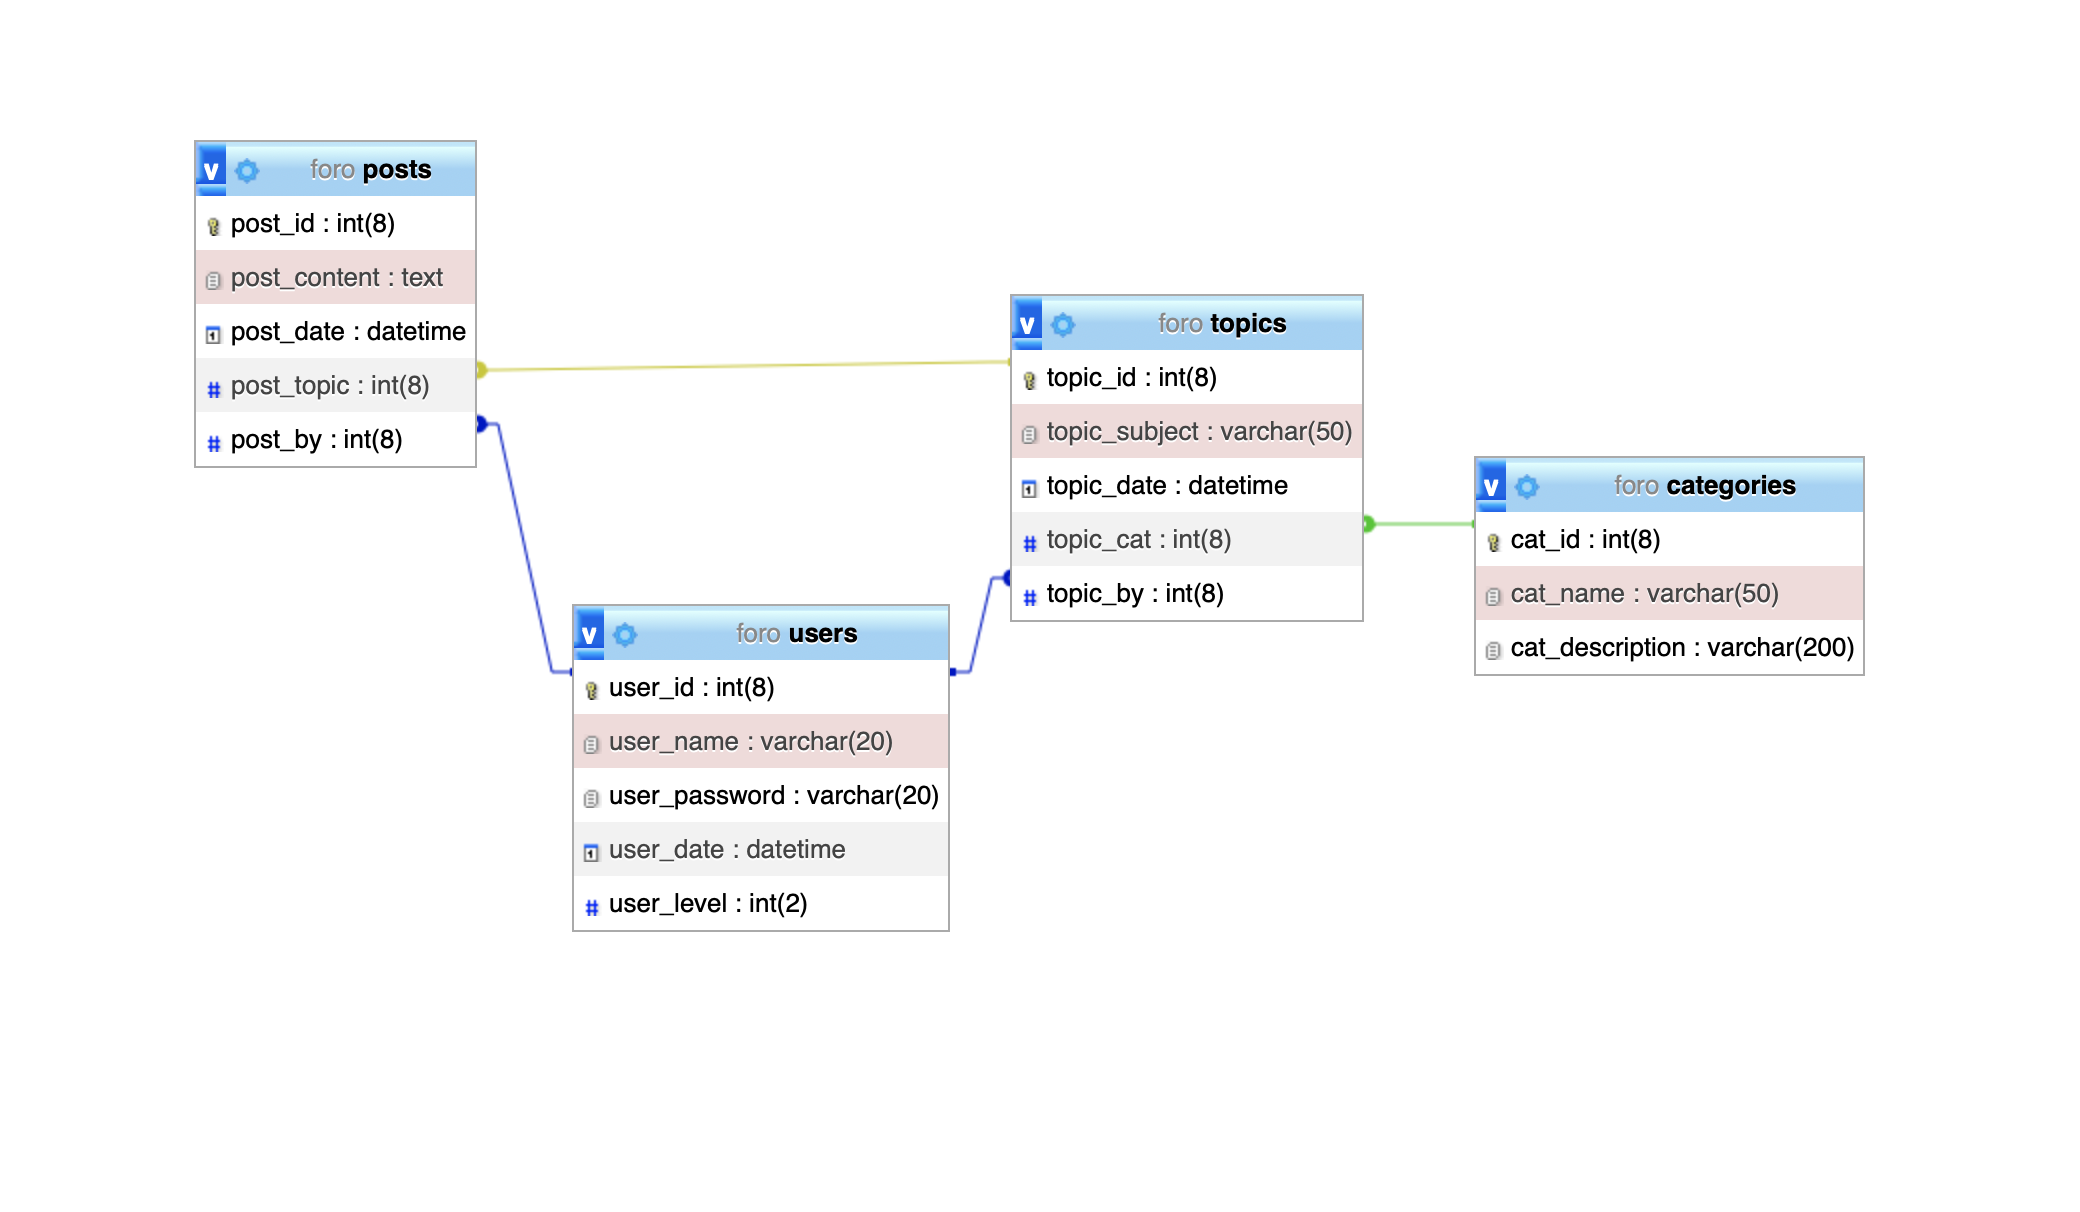 v foro posts
post_id : int(8)
post_content : text
post_date : datetime
# post_topic : int(8)
# post_by : int(8)
v foro topics
topic_id : int(8)
topic_subject : varchar(50)
topic_date : datetime
# topic_cat : int(8)
# topic_by : int(8)
v foro categories
cat_id : int(8)
cat_name : varchar(50)
cat_description : varchar(200)
v foro users
user_id : int(8)
user_name : varchar(20)
user_password : varchar(20)
user_date : datetime
# user_level : int(2)